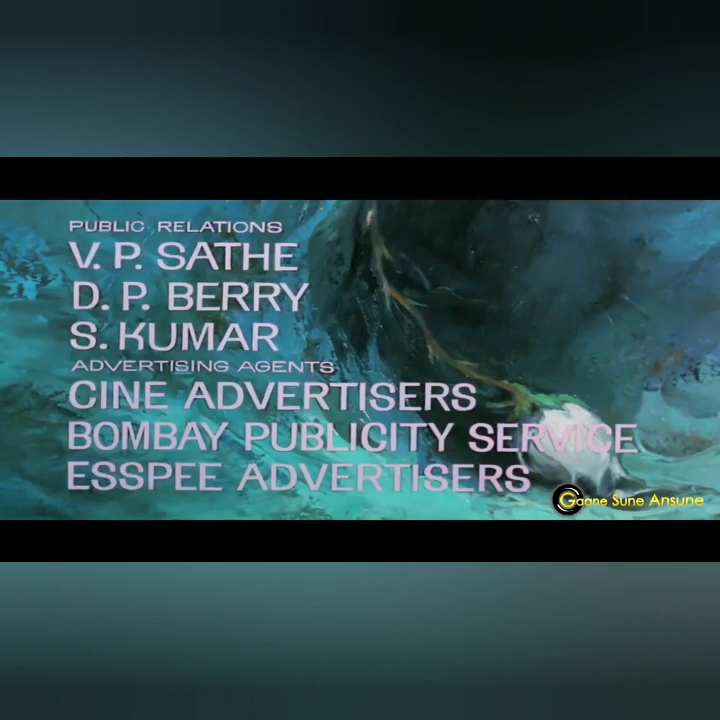 PUBLIC RELATIONS
V. P. SATHE
D. P. BERRY
S. KUMAR
ADVERTISING AGENTS
CINE ADVERTISERS
BOMBAY PUBLICITY SERVICE
ESSPEE ADVERTISERS
Gaane Sune Ansune